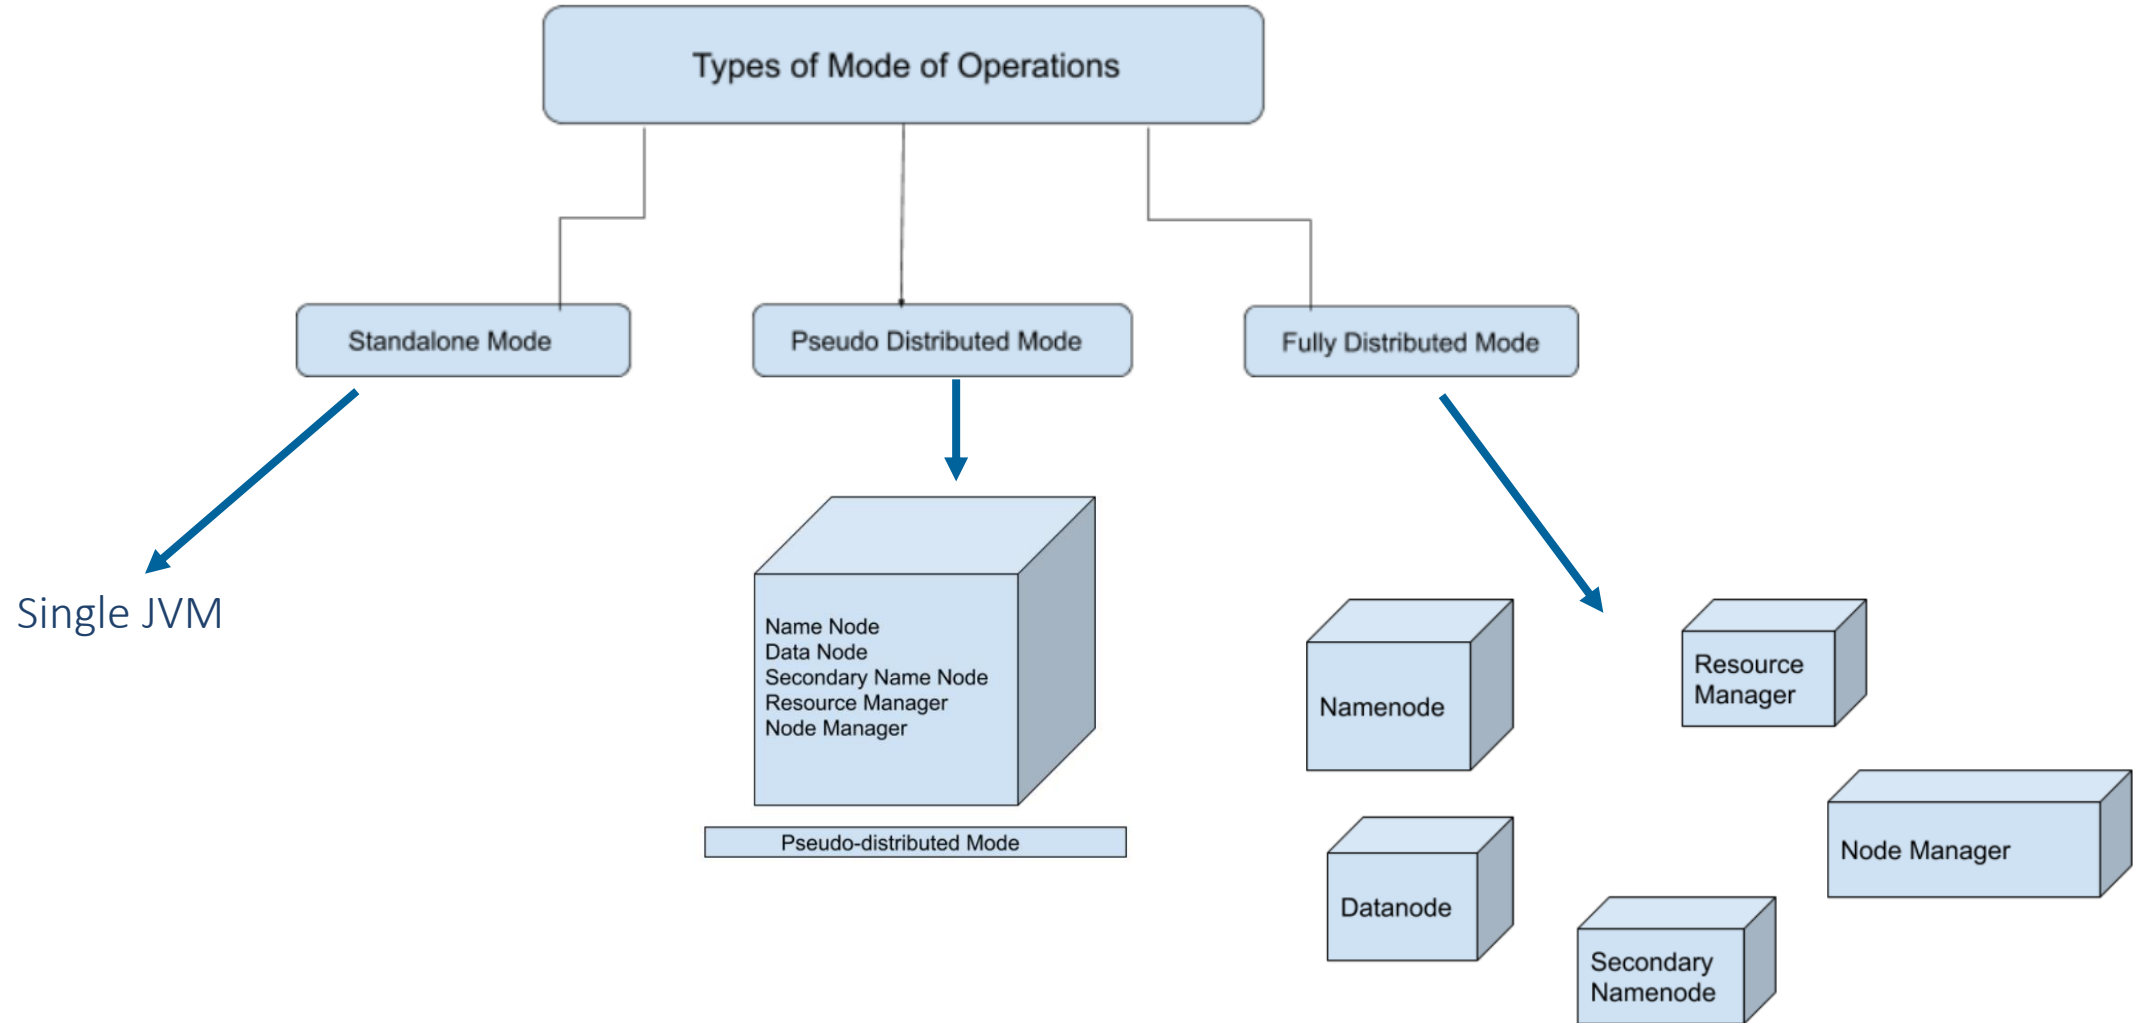 Types of Mode of Operations
Standalone Mode
Pseudo Distributed Mode
Fully Distributed Mode
Single JVM
Name Node
Data Node
Secondary Name Node
Resource Manager
Node Manager
Pseudo-distributed Mode
Namenode
Resource
Manager
Node Manager
Datanode
Secondary
Namenode